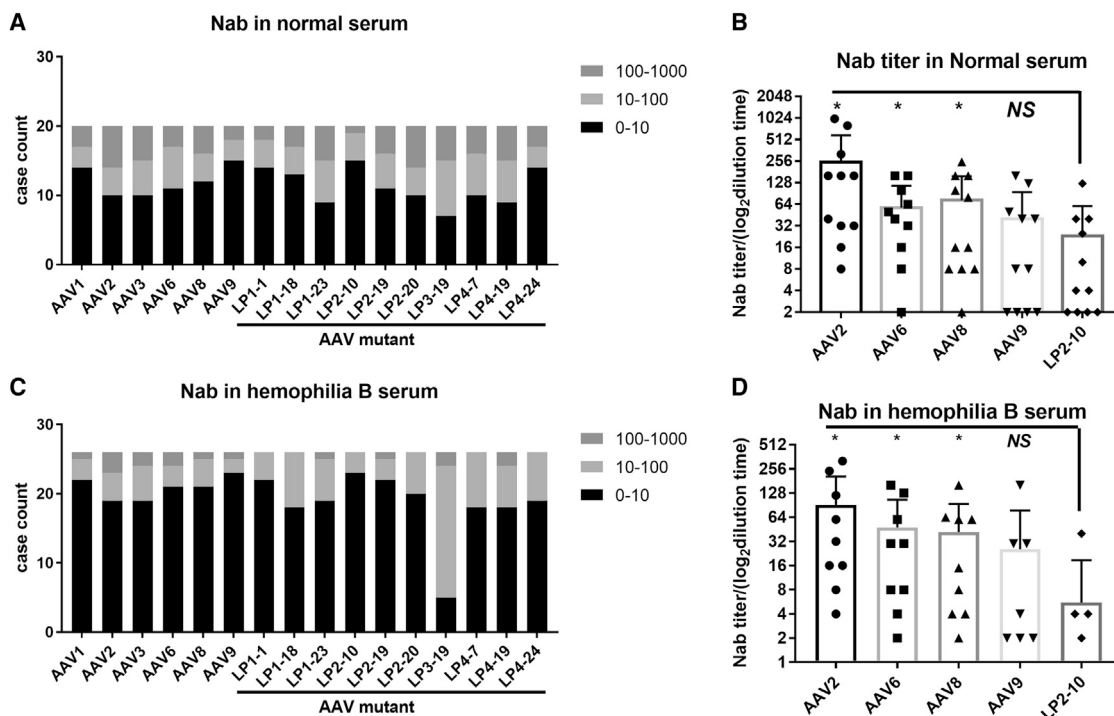 A
Nab in normal serum
case count
30
20
10
0
100-1000
10-100
0-10
AAV1
AAV2
AAV3
AAV6
AAV8
AAV9
LP1-1
LP1-18
LP1-23
LP2-10
LP2-19
LP2-20
LP3-19
LP4-7
LP4-19
LP4-24
AAV mutant
B
Nab titer in Normal serum
Nab titer/(log₂dilution time)
2048
1024
512
256
128
64
32
16
8
4
2
* * * NS
AAV2
AAV6
AAV8
AAV9
LP2-10
C
Nab in hemophilia B serum
case count
30
20
10
0
100-1000
10-100
0-10
AAV1
AAV2
AAV3
AAV6
AAV8
AAV9
LP1-1
LP1-18
LP1-23
LP2-10
LP2-19
LP2-20
LP3-19
LP4-7
LP4-19
LP4-24
AAV mutant
D
Nab in hemophilia B serum
Nab titer/(log₂dilution time)
512
256
128
64
32
16
8
4
2
1
* * * NS
AAV2
AAV6
AAV8
AAV9
LP2-10